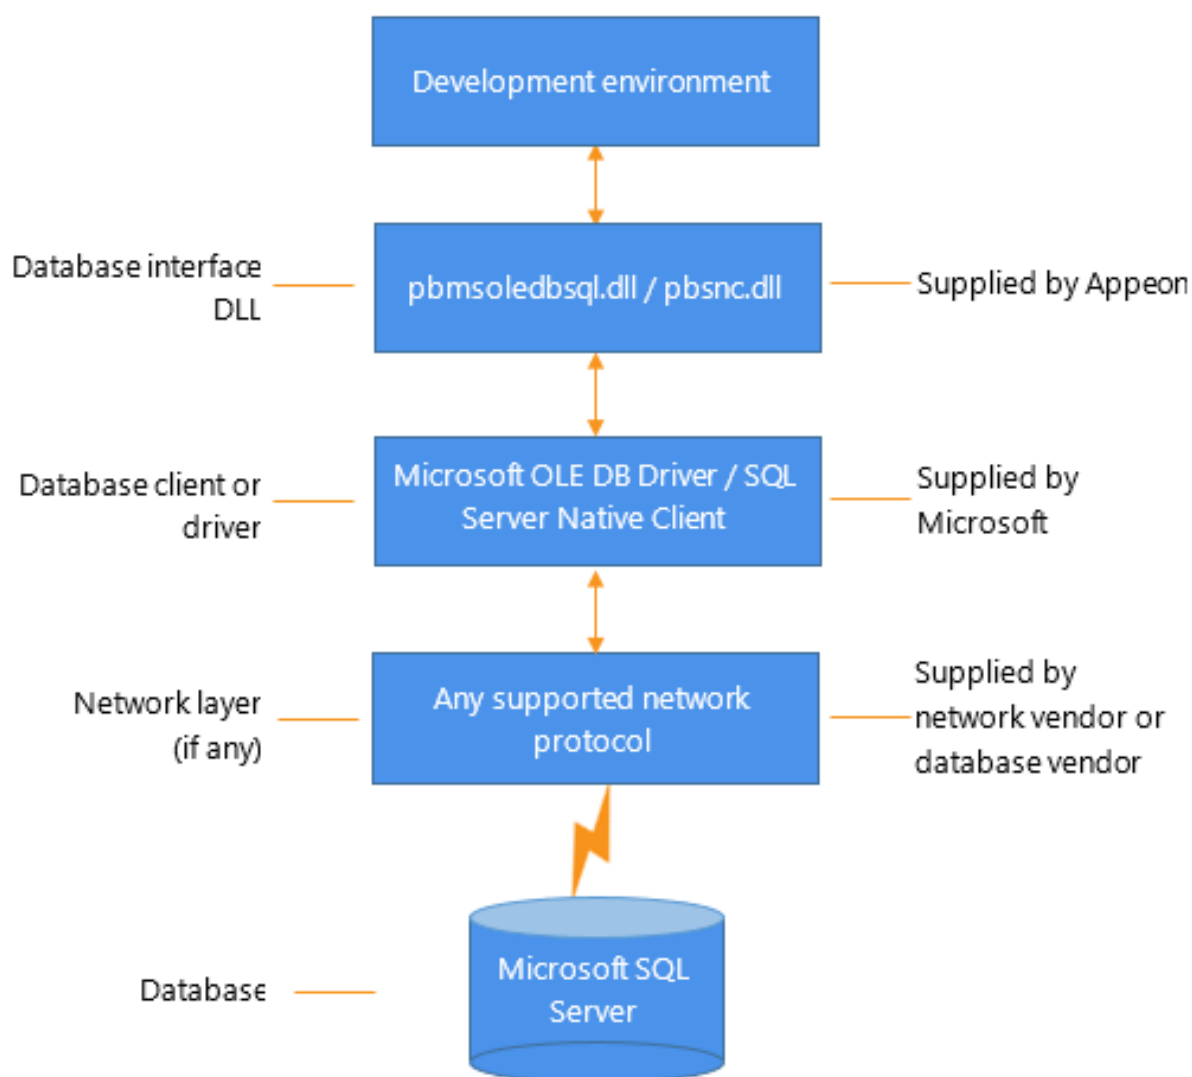 Development environment
Database interface
DLL
pbmsoledbsql.dll / pbsnc.dll
Supplied by Appeon
Database client or
driver
Microsoft OLE DB Driver / SQL
Server Native Client
Supplied by
Microsoft
Network layer
(if any)
Any supported network
protocol
Supplied by
network vendor or
database vendor
Database
Microsoft SQL
Server